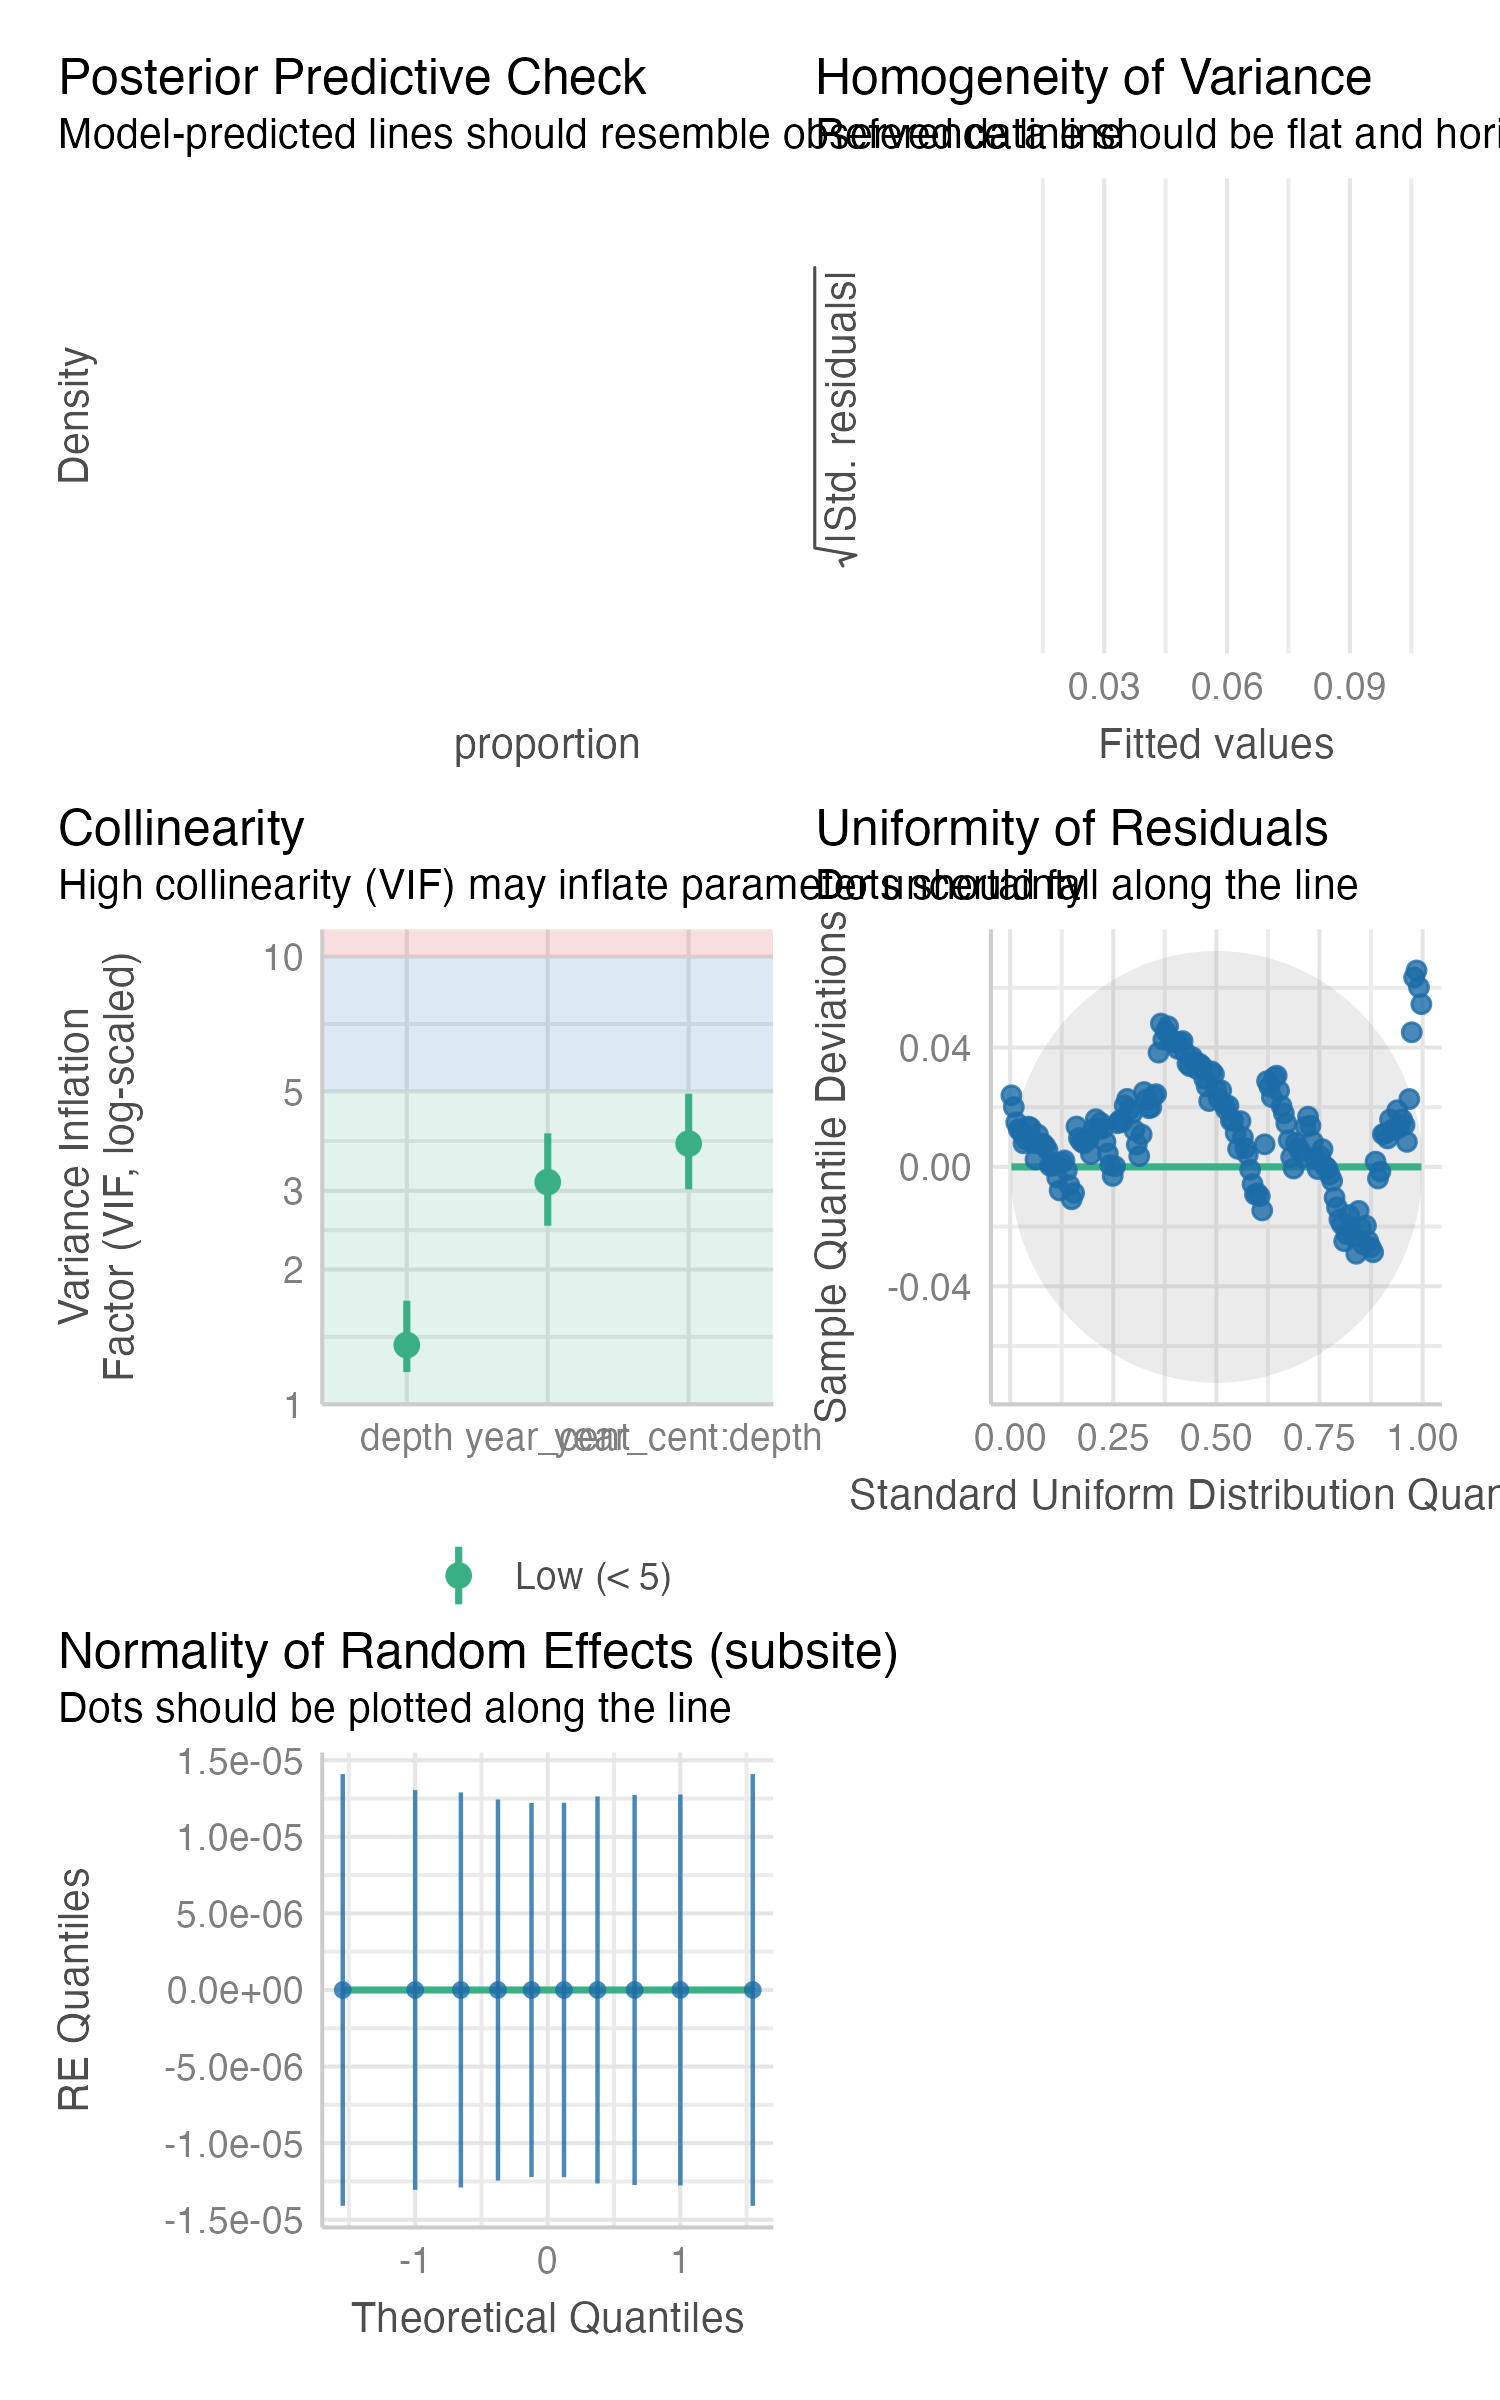 Posterior Predictive Check
Model-predicted lines should resemble observed data line
Density
proportion
Homogeneity of Variance
Reference line should be flat and hori
√|Std. residuals|
0.03 0.06 0.09
Fitted values
Collinearity
High collinearity (VIF) may inflate parameter uncertainty
Variance Inflation
Factor (VIF, log-scaled)
10
5
3
2
1
depth year_cent year_cent:depth
Low (< 5)
Uniformity of Residuals
Dots should fall along the line
Sample Quantile Deviations
0.04
0.00
-0.04
0.00 0.25 0.50 0.75 1.00
Standard Uniform Distribution Quan
Normality of Random Effects (subsite)
Dots should be plotted along the line
RE Quantiles
1.5e-05
1.0e-05
5.0e-06
0.0e+00
-5.0e-06
-1.0e-05
-1.5e-05
-1 0 1
Theoretical Quantiles